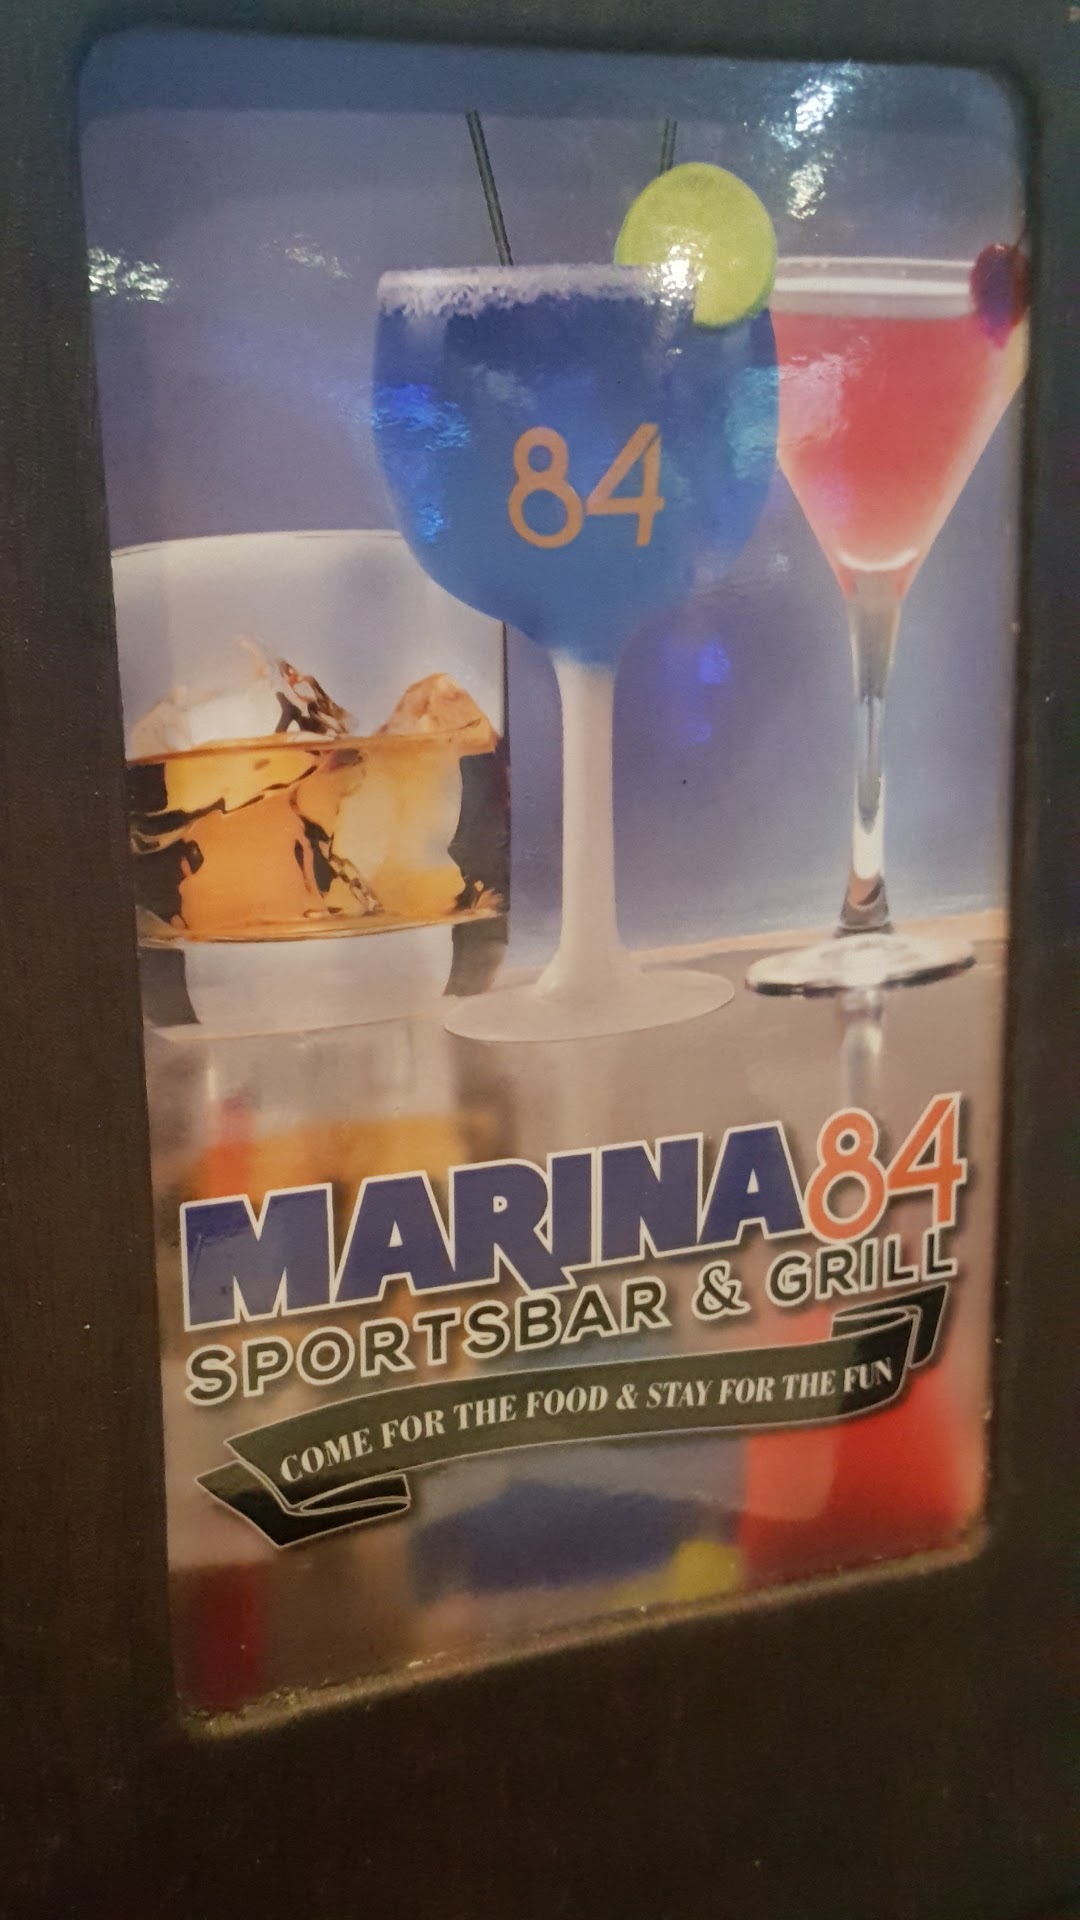 84
MARINA84
SPORTSBAR & GRILL
COME FOR THE FOOD & STAY FOR THE FUN